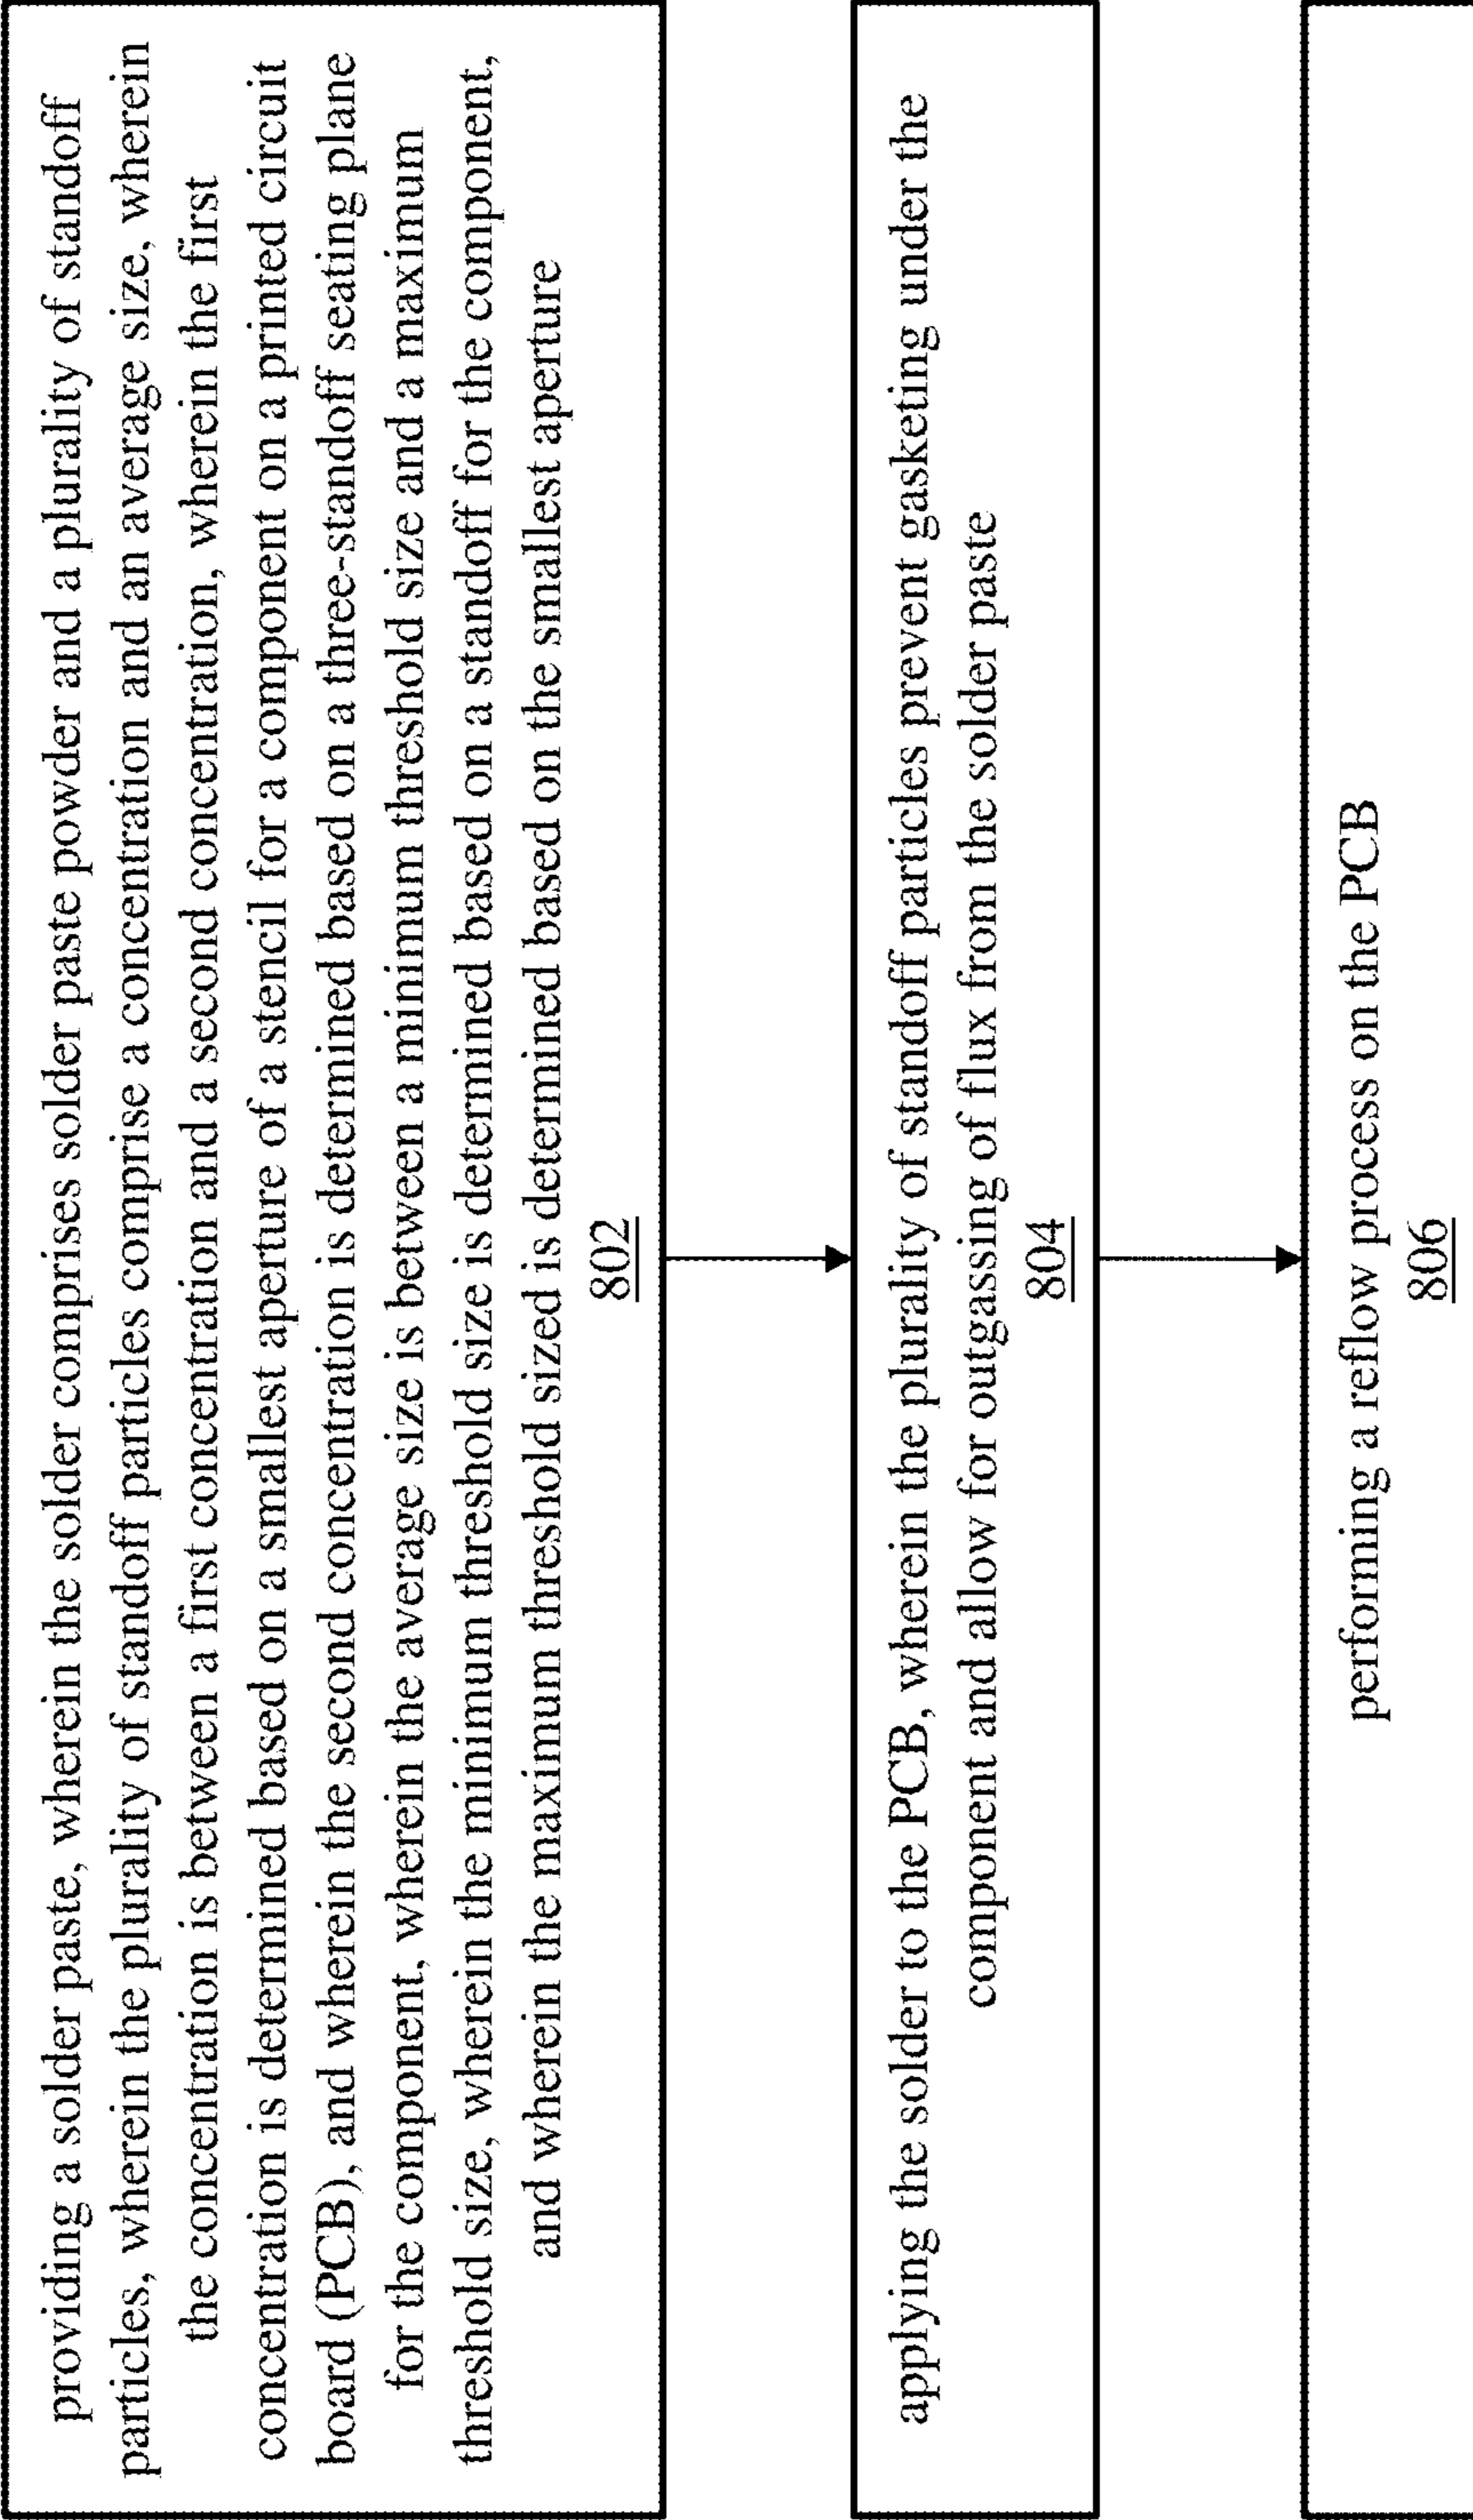 providing a solder paste, wherein the solder comprises solder paste powder and a plurality of standoff
particles, wherein the plurality of standoff particles comprise a concentration and an average size, wherein
the concentration is between a first concentration and a second concentration, wherein the first
concentration is determined based on a smallest aperture of a stencil for a component on a printed circuit
board (PCB), and wherein the second concentration is determined based on a three-standoff seating plane
for the component, wherein the average size is between a minimum threshold size and a maximum
threshold size, wherein the minimum threshold size is determined based on a standoff for the component,
and wherein the maximum threshold sized is determined based on the smallest aperture
802
applying the solder to the PCB, wherein the plurality of standoff particles prevent gasketing under the
component and allow for outgassing of flux from the solder paste
804
performing a reflow process on the PCB
806